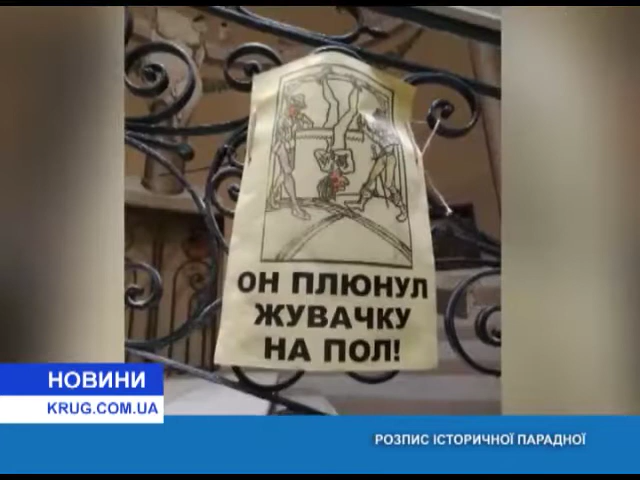 ОН ПЛЮНУЛ
ЖУВАЧКУ
НА ПОЛ!
НОВИНИ
KRUG.COM.UA
РОЗПИС ІСТОРИЧНОЇ ПАРАДНОЇ